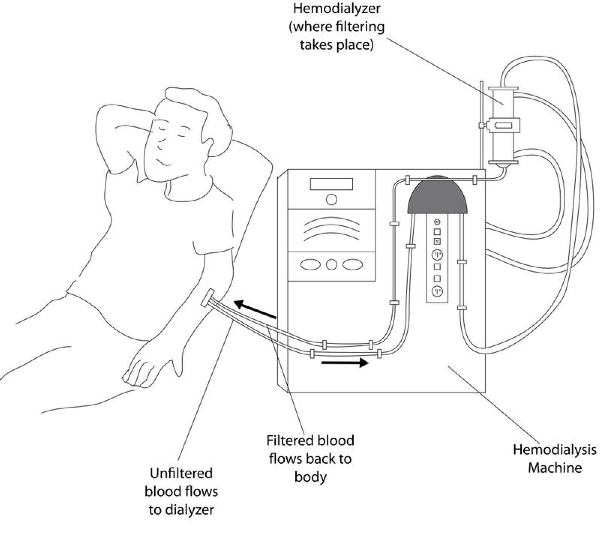 Hemodialyzer
(where filtering
takes place)
Filtered blood
flows back to
body
Unfiltered
blood flows
to dialyzer
Hemodialysis
Machine